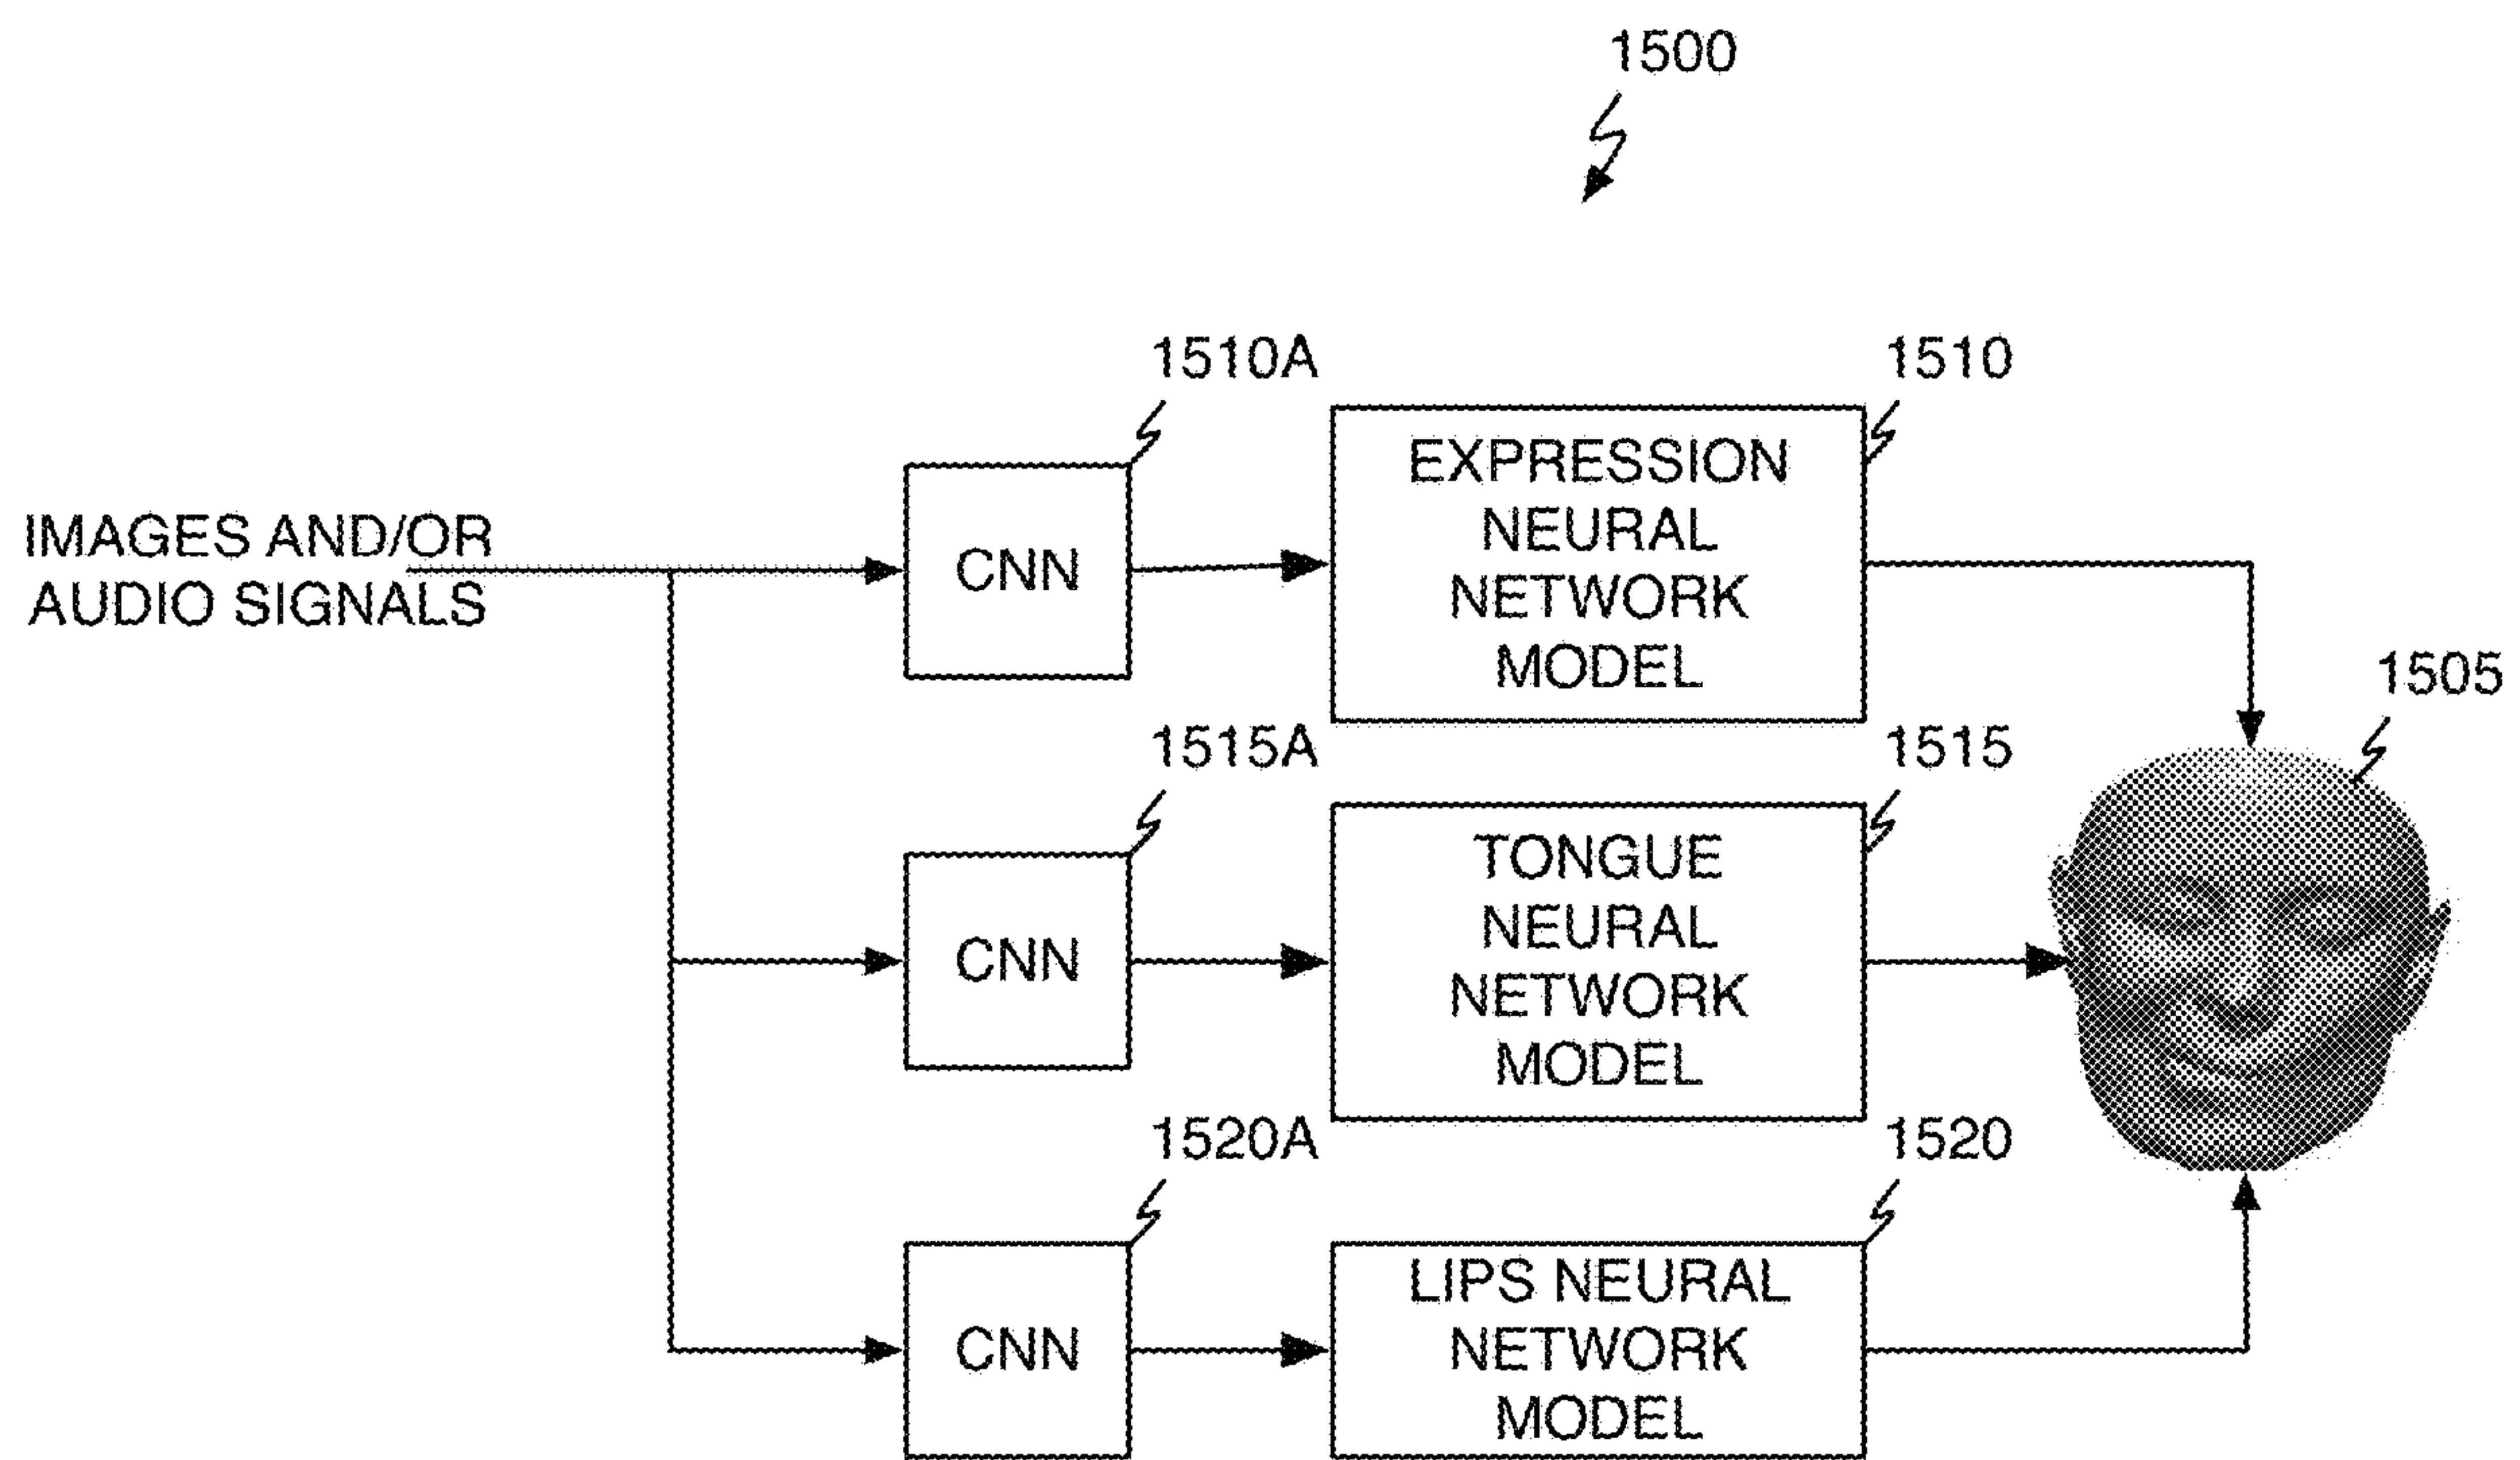 1500
1510A
1510
IMAGES AND/OR
AUDIO SIGNALS
CNN
EXPRESSION
NEURAL
NETWORK
MODEL
1505
1515A
1515
CNN
TONGUE
NEURAL
NETWORK
MODEL
1520A
1520
CNN
LIPS NEURAL
NETWORK
MODEL